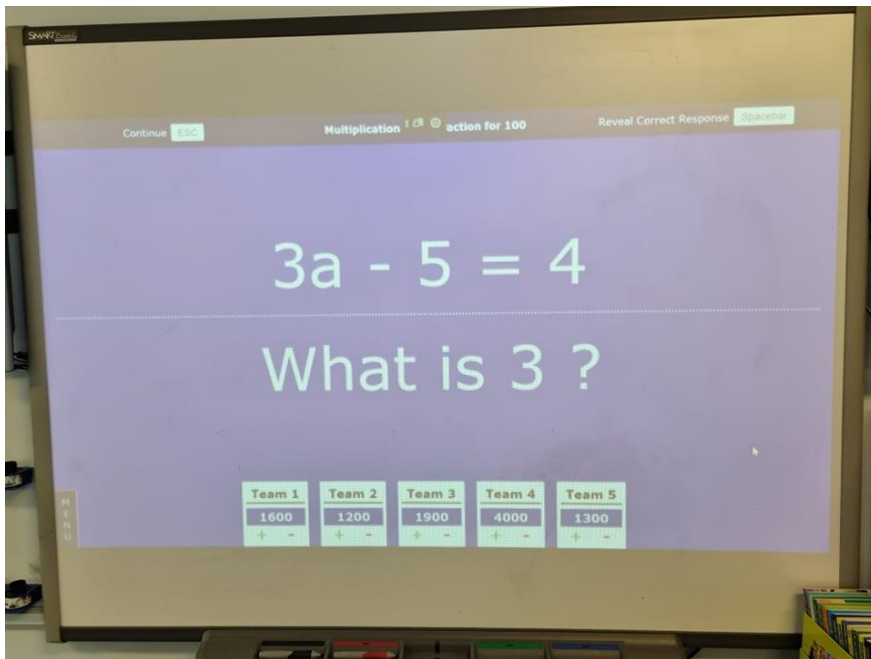 SMART Board
Continue ESC
Multiplication action for 100
Reveal Correct Response Spacebar
3a - 5 = 4
What is 3 ?
MENU
Team 1 Team 2 Team 3 Team 4 Team 5
1600 1200 1900 4000 1300
+ - + - + - + - + -